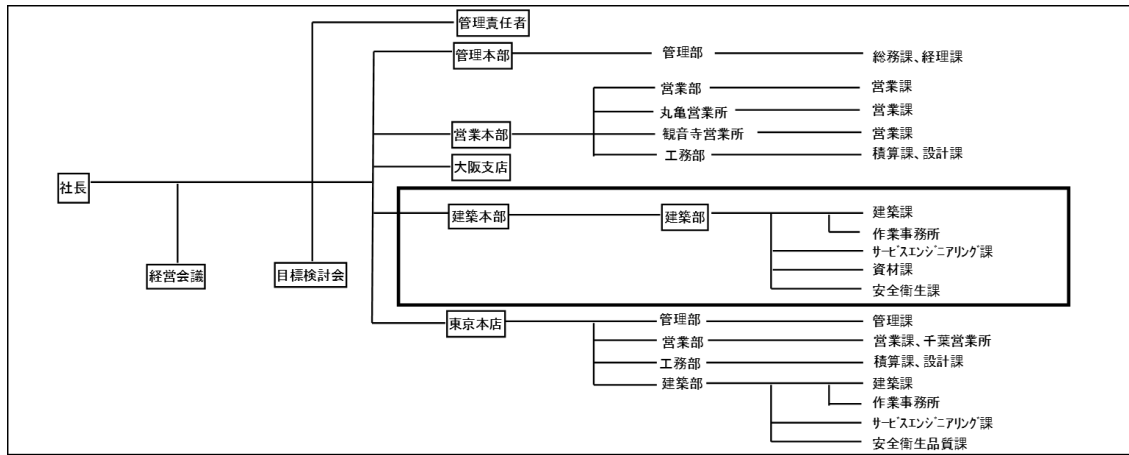 管理責任者
管理本部 管理部 総務課、経理課
営業部 営業課
丸亀営業所 営業課
営業本部 観音寺営業所 営業課
工務部 積算課、設計課
大阪支店
社長
建築本部 建築部 建築課
作業事務所
ｻｰﾋﾞｽｴﾝｼﾞﾆｱﾘﾝｸﾞ課
資材課
安全衛生課
経営会議 目標検討会
東京本店 管理部 管理課
営業部 営業課、千葉営業所
工務部 積算課、設計課
建築部 建築課
作業事務所
ｻｰﾋﾞｽｴﾝｼﾞﾆｱﾘﾝｸﾞ課
安全衛生品質課